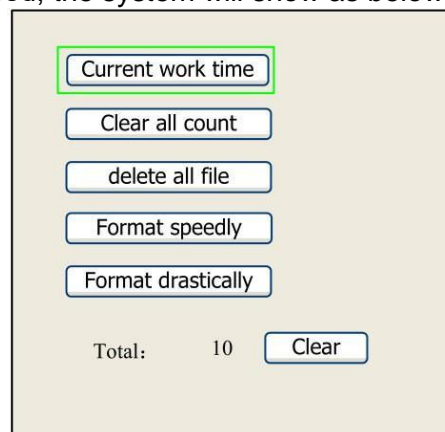 the system will show as below
Current work time
Clear all count
delete all file
Format speedly
Format drastically
Total： 10 Clear